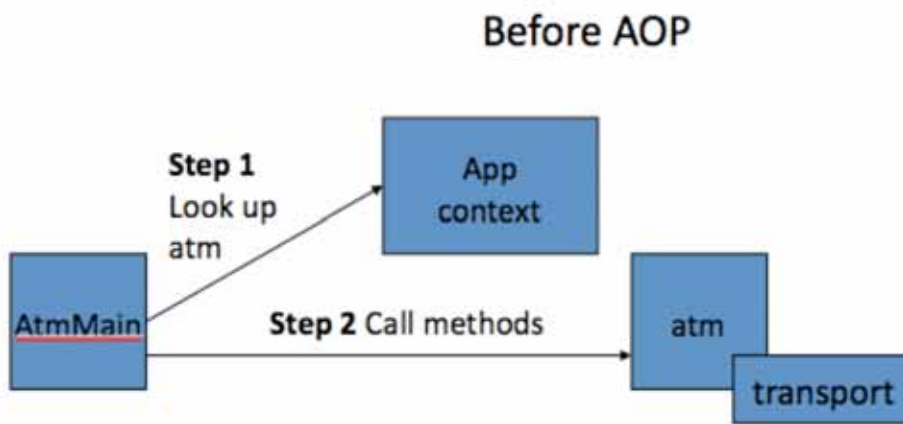 Before AOP
Step 1
Look up
atm
App
context
AtmMain
Step 2 Call methods
atm
transport